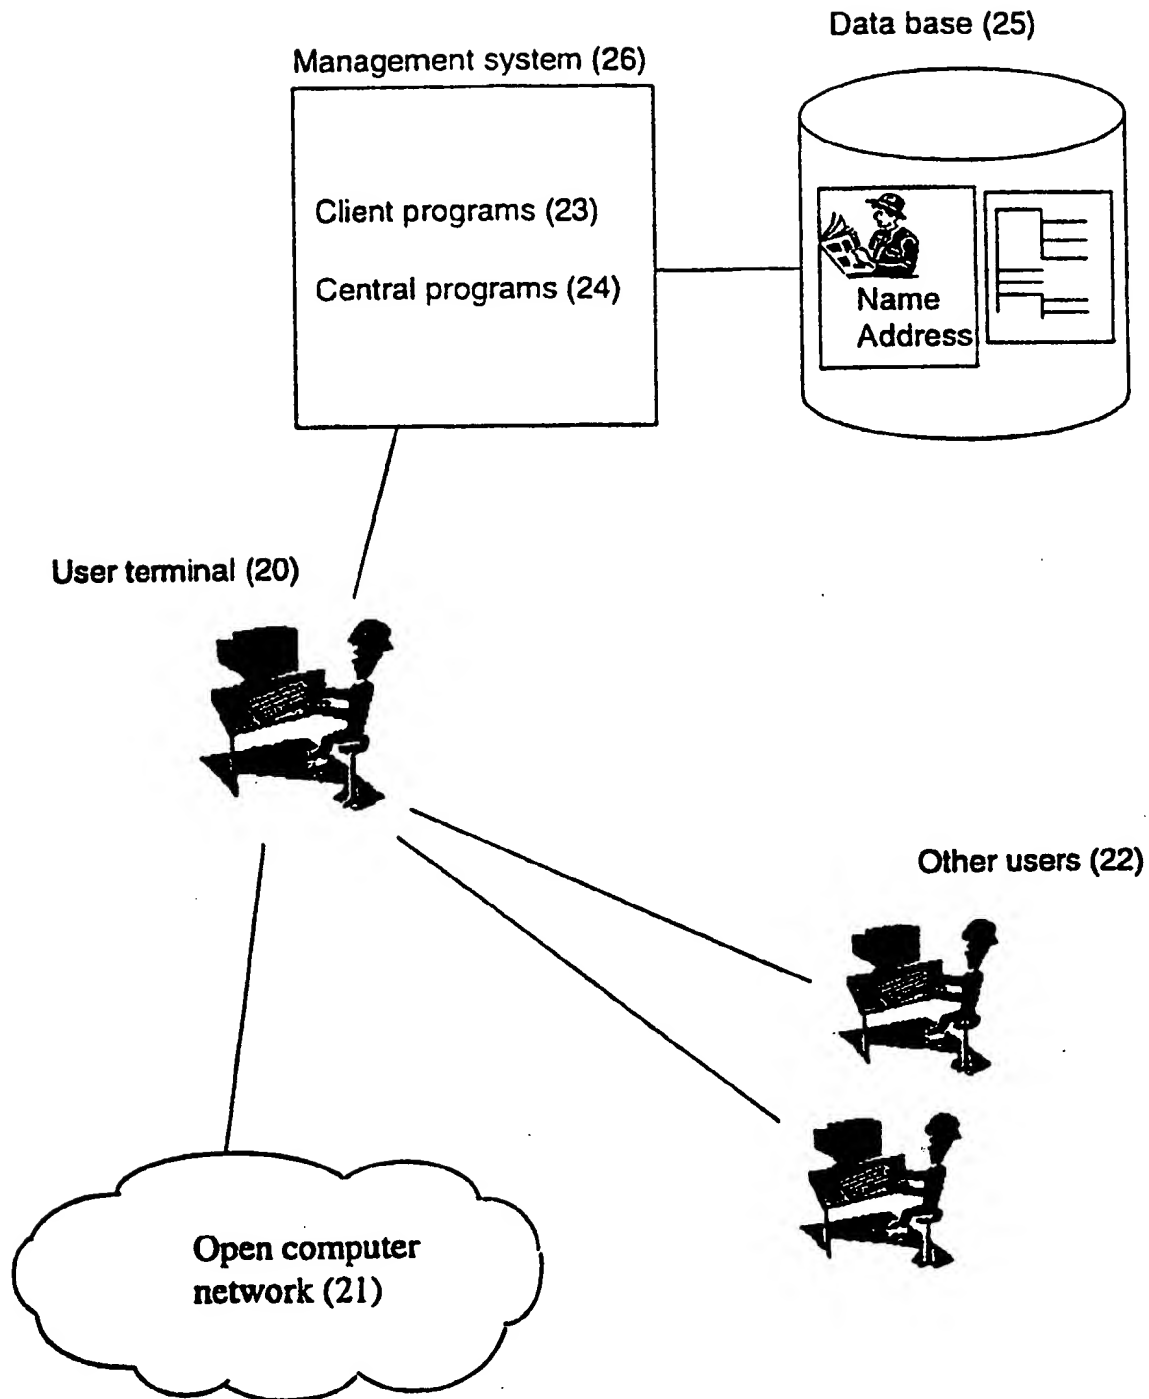 Data base (25)
Management system (26)
Client programs (23)
Central programs (24)
Name
Address
User terminal (20)
Other users (22)
Open computer
network (21)